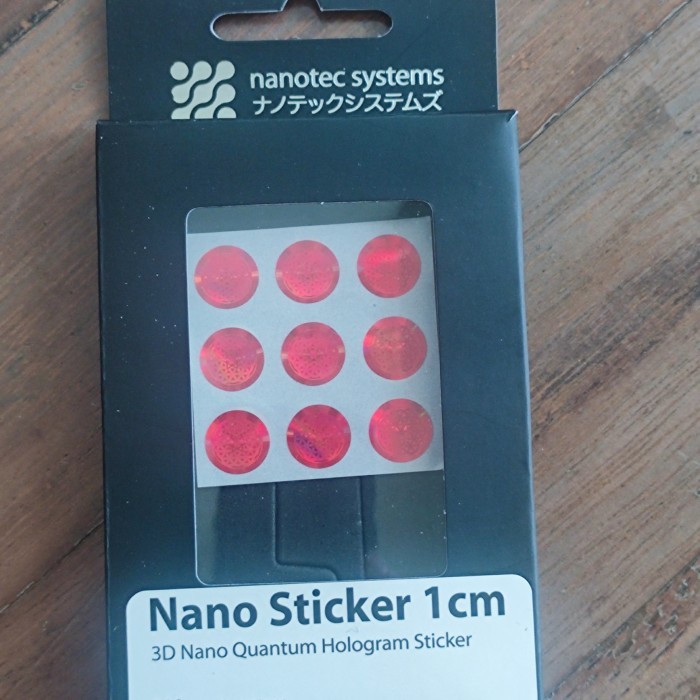 nanotec systems
ナノテックシステムズ
Nano Sticker 1cm
3D Nano Quantum Hologram Sticker